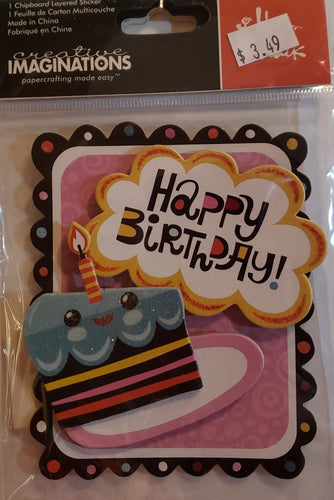 1 Chipboard Layered Sticker
1 Feuille de Carton Multicouche
Made in China
Fabriqué en Chine
creative
IMAGINATIONS
papercrafting made easy™
$ 3.49
HAPPY
BIRTHDAY!